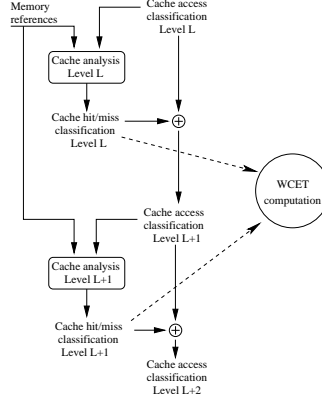 Memory
references
Cache access
classification
Level L
Cache analysis
Level L
Cache hit/miss
classification
Level L
WCET
computation
Cache access
classification
Level L+1
Cache analysis
Level L+1
Cache hit/miss
classification
Level L+1
Cache access
classification
Level L+2